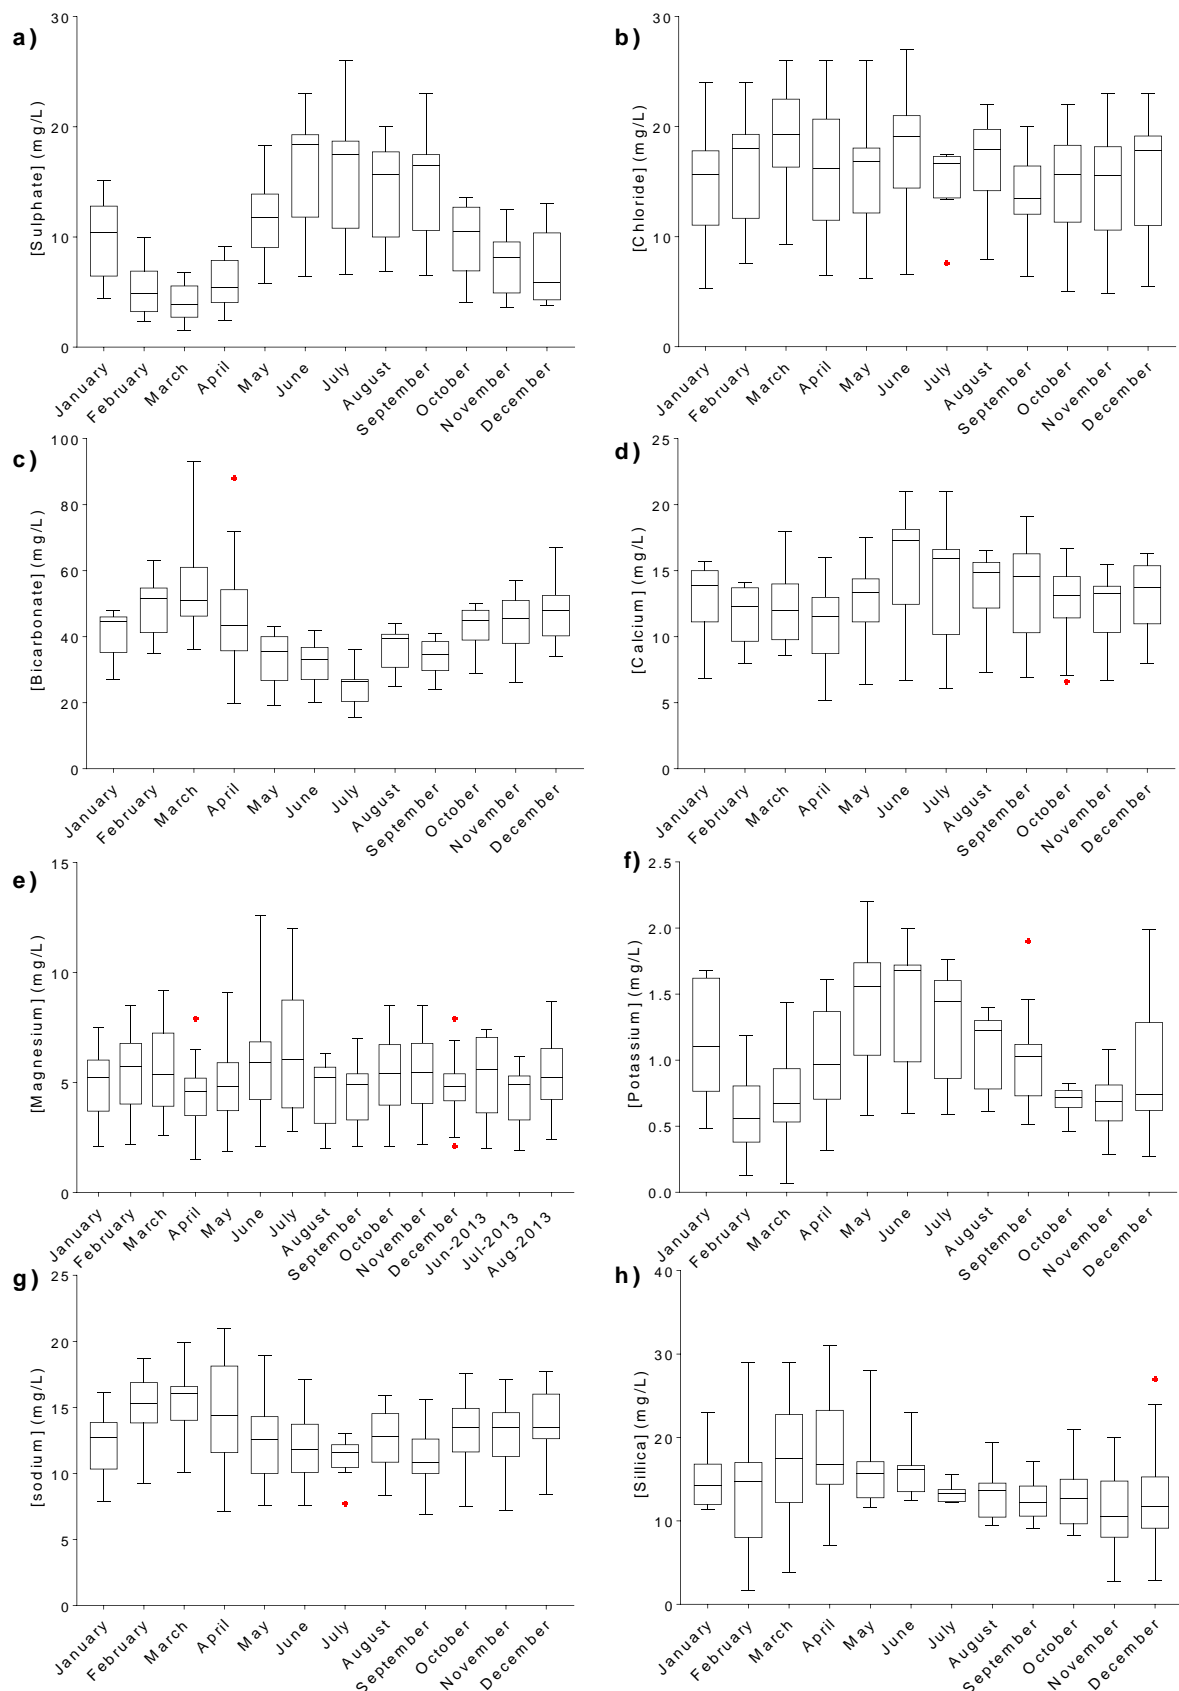 a)
[Sulphate] (mg/L)
30
20
10
0
January
February
March
April
May
June
July
August
September
October
November
December
b)
[Chloride] (mg/L)
30
20
10
0
January
February
March
April
May
June
July
August
September
October
November
December
c)
[Bicarbonate] (mg/L)
100
80
60
40
20
0
January
February
March
April
May
June
July
August
September
October
November
December
d)
[Calcium] (mg/L)
25
20
15
10
5
0
January
February
March
April
May
June
July
August
September
October
November
December
e)
[Magnesium] (mg/L)
15
10
5
0
January
February
March
April
May
June
July
August
September
October
November
December
Jun-2013
Jul-2013
Aug-2013
f)
[Potassium] (mg/L)
2.5
2.0
1.5
1.0
0.5
0.0
January
February
March
April
May
June
July
August
September
October
November
December
g)
[sodium] (mg/L)
25
20
15
10
5
0
January
February
March
April
May
June
July
August
September
October
November
December
h)
[Sillica] (mg/L)
40
30
20
10
0
January
February
March
April
May
June
July
August
September
October
November
December